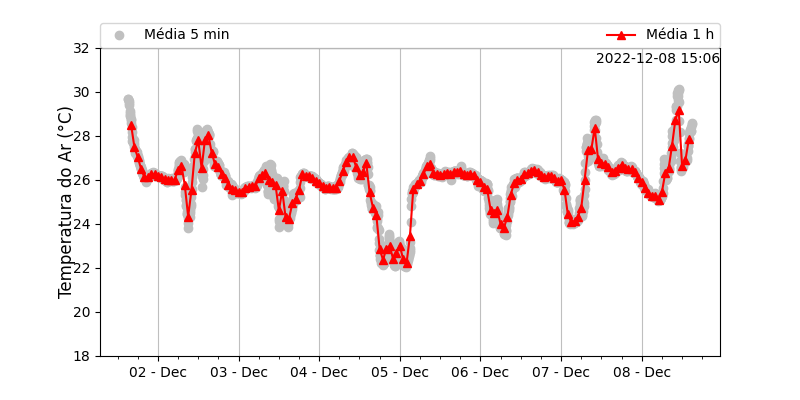 Média 5 min
Média 1 h
2022-12-08 15:06
Temperatura do Ar (°C)
32
30
28
26
24
22
20
18
02 - Dec
03 - Dec
04 - Dec
05 - Dec
06 - Dec
07 - Dec
08 - Dec